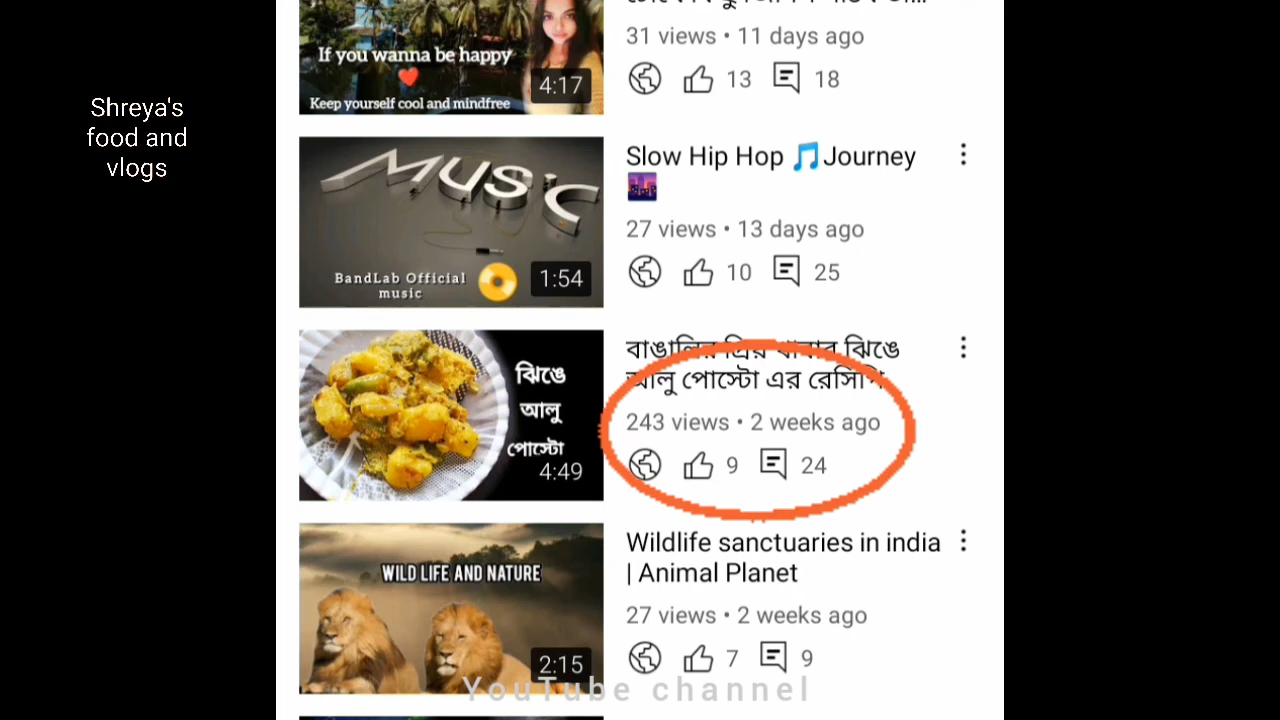 Shreya's
food and
vlogs
If you wanna be happy
❤️
Keep yourself cool and mindfree
4:17
31 views • 11 days ago
13 18
MUSIC
BandLab Official
music
1:54
Slow Hip Hop 🎵Journey
🌆
27 views • 13 days ago
10 25
ঝিঙে
আলু
পোস্টো
4:49
বাঙালির প্রিয় খাবার ঝিঙে
আলু পোস্টো এর রেসিপি
243 views • 2 weeks ago
9 24
WILD LIFE AND NATURE
2:15
Wildlife sanctuaries in india
| Animal Planet
27 views • 2 weeks ago
7 9
YouTube channel